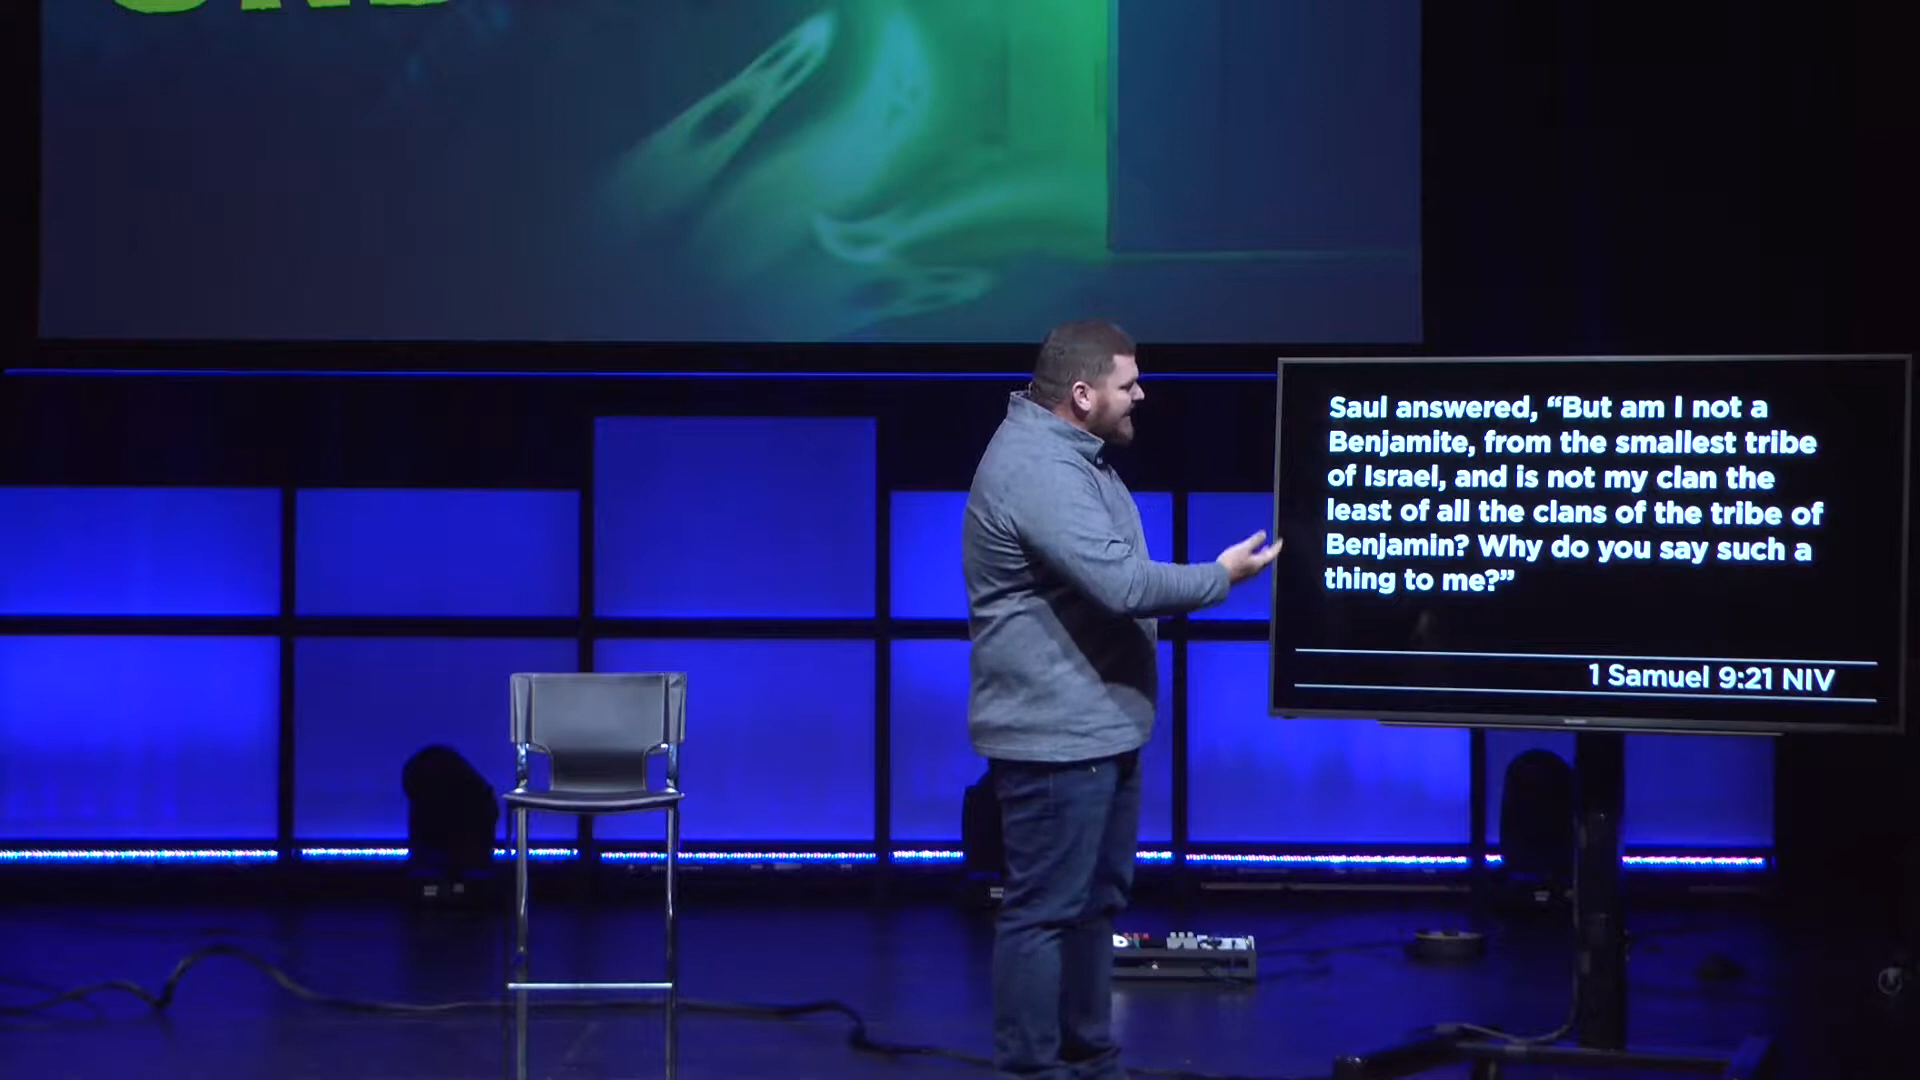 Saul answered, “But am I not a
Benjamite, from the smallest tribe
of Israel, and is not my clan the
least of all the clans of the tribe of
Benjamin? Why do you say such a
thing to me?”
1 Samuel 9:21 NIV